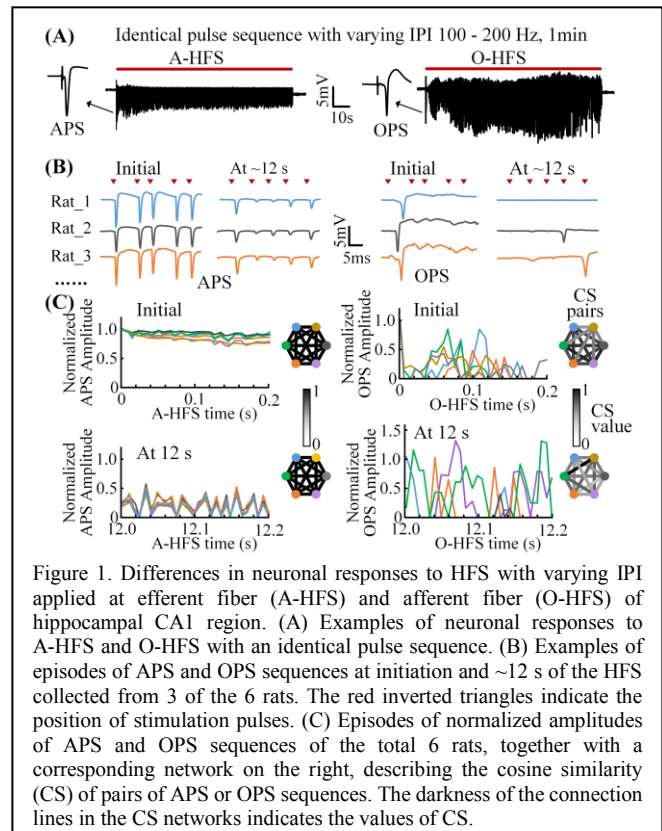 (A) Identical pulse sequence with varying IPI 100 - 200 Hz, 1min
A-HFS O-HFS
5mV
10s
APS OPS
(B) Initial At ~12 s Initial At ~12 s
Rat_1
Rat_2
Rat_3
......
5mV
5ms
APS OPS
(C) Initial Initial
CS
pairs
Normalized
APS Amplitude
1.0
0.5
0
0 0.1 0.2
A-HFS time (s)
Normalized
OPS Amplitude
1.0
0.5
0
0 0.1 0.2
O-HFS time (s)
1
0
1
0
CS
value
At 12 s
Normalized
APS Amplitude
1.0
0.5
0
12.0 12.1 12.2
A-HFS time (s)
At 12 s
Normalized
OPS Amplitude
1.5
1.0
0.5
0
12.0 12.1 12.2
O-HFS time (s)
Figure 1. Differences in neuronal responses to HFS with varying IPI
applied at efferent fiber (A-HFS) and afferent fiber (O-HFS) of
hippocampal CA1 region. (A) Examples of neuronal responses to
A-HFS and O-HFS with an identical pulse sequence. (B) Examples of
episodes of APS and OPS sequences at initiation and ~12 s of the HFS
collected from 3 of the 6 rats. The red inverted triangles indicate the
position of stimulation pulses. (C) Episodes of normalized amplitudes
of APS and OPS sequences of the total 6 rats, together with a
corresponding network on the right, describing the cosine similarity
(CS) of pairs of APS or OPS sequences. The darkness of the connection
lines in the CS networks indicates the values of CS.